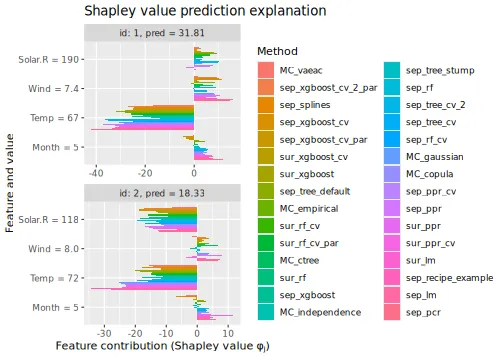 Shapley value prediction explanation
id: 1, pred = 31.81
Solar.R = 190
Wind = 7.4
Temp = 67
Month = 5
-40 -20 0
id: 2, pred = 18.33
Solar.R = 118
Wind = 8.0
Temp = 72
Month = 5
-30 -20 -10 0 10
Feature contribution (Shapley value φj)
Feature and value
Method
MC_vaeac
sep_xgboost_cv_2_par
sep_splines
sep_xgboost_cv
sep_xgboost_cv_par
sur_xgboost_cv
sur_xgboost
sep_tree_default
MC_empirical
sur_rf_cv
sur_rf_cv_par
MC_ctree
sur_rf
sep_xgboost
MC_independence
sep_tree_stump
sep_rf
sep_tree_cv_2
sep_tree_cv
sep_rf_cv
MC_gaussian
MC_copula
sep_ppr_cv
sep_ppr
sur_ppr
sur_ppr_cv
sur_lm
sep_recipe_example
sep_lm
sep_pcr